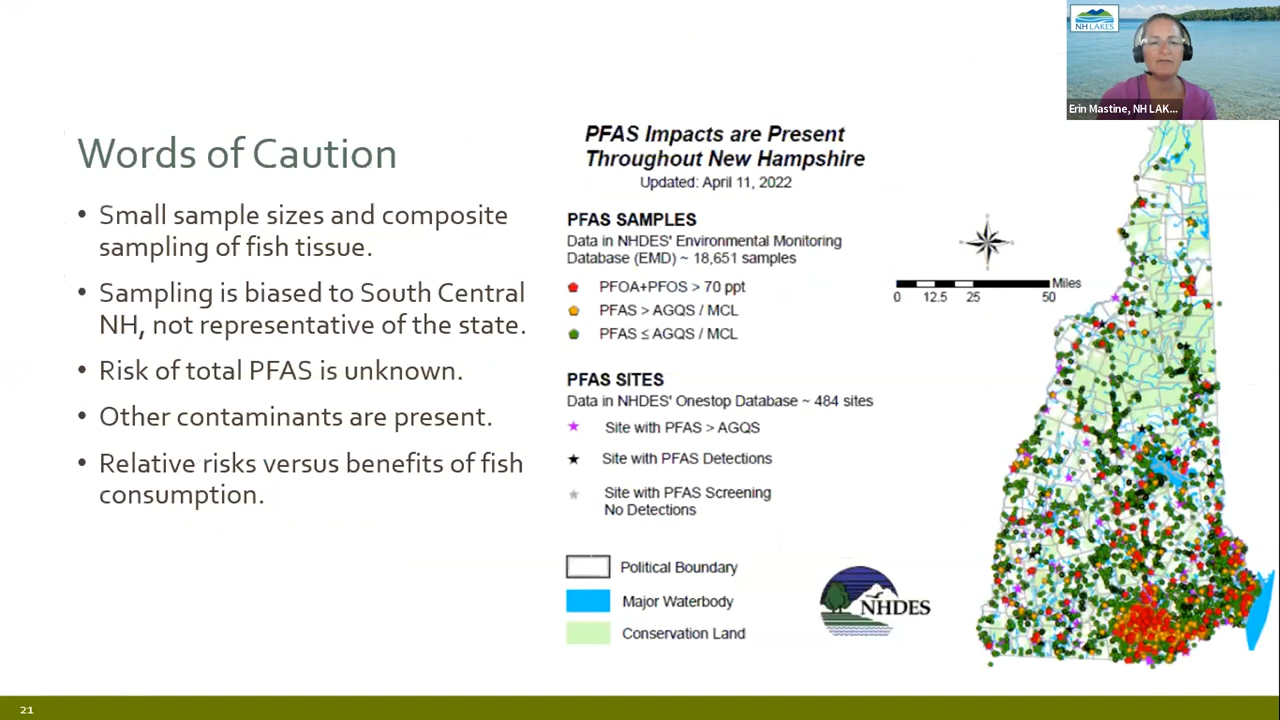 NH LAKES
Erin Mastine, NH LAK...
Words of Caution
• Small sample sizes and composite
sampling of fish tissue.
• Sampling is biased to South Central
NH, not representative of the state.
• Risk of total PFAS is unknown.
• Other contaminants are present.
• Relative risks versus benefits of fish
consumption.
PFAS Impacts are Present
Throughout New Hampshire
Updated: April 11, 2022
PFAS SAMPLES
Data in NHDES' Environmental Monitoring
Database (EMD) ~ 18,651 samples
PFOA+PFOS > 70 ppt
PFAS > AGQS / MCL
PFAS ≤ AGQS / MCL
Miles
0 12.5 25 50
PFAS SITES
Data in NHDES' Onestop Database ~ 484 sites
Site with PFAS > AGQS
Site with PFAS Detections
Site with PFAS Screening
No Detections
Political Boundary
Major Waterbody
Conservation Land
NHDES
21